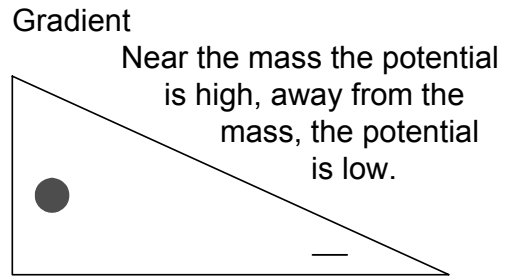 Gradient
Near the mass the potential
is high, away from the
mass, the potential
is low.